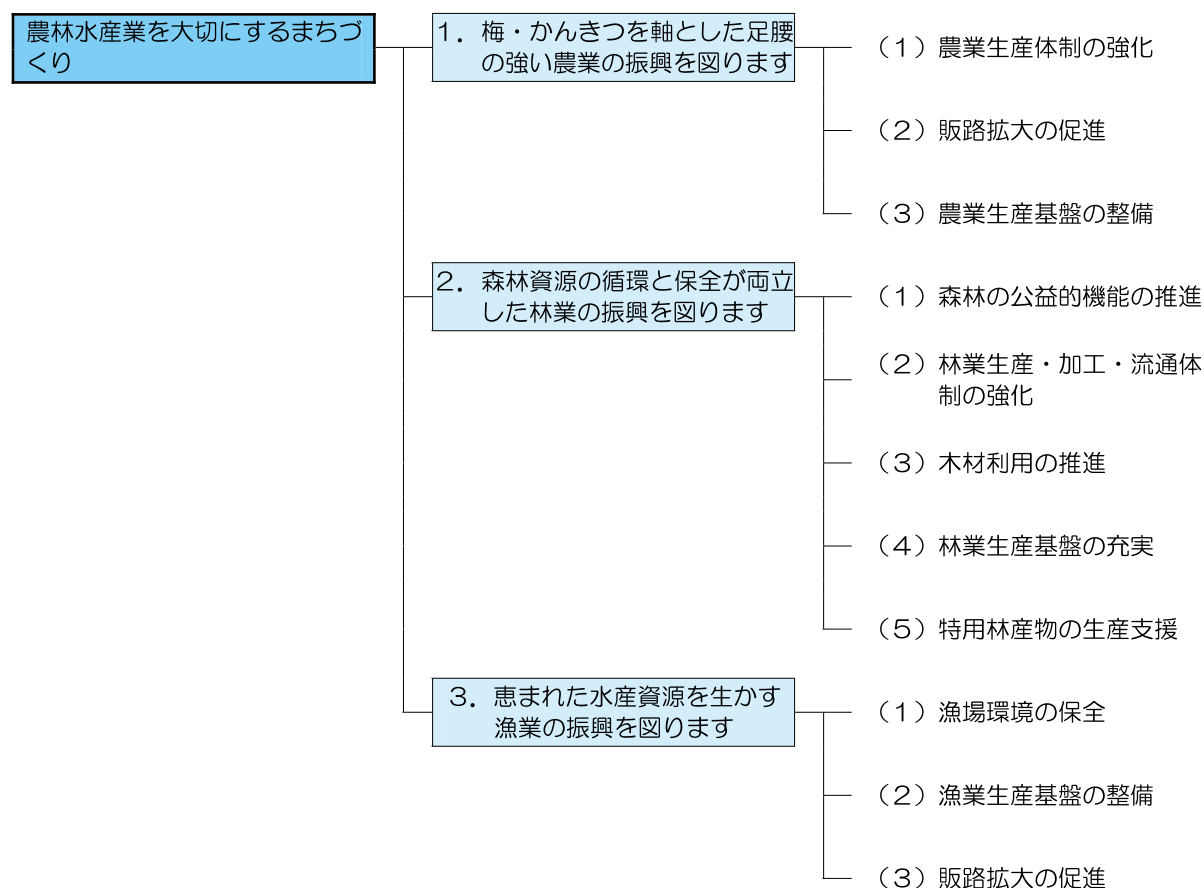 農林水産業を大切にするまちづ
くり
1．梅・かんきつを軸とした足腰
の強い農業の振興を図ります
（1）農業生産体制の強化
（2）販路拡大の促進
（3）農業生産基盤の整備
2．森林資源の循環と保全が両立
した林業の振興を図ります
（1）森林の公益的機能の推進
（2）林業生産・加工・流通体
制の強化
（3）木材利用の推進
（4）林業生産基盤の充実
（5）特用林産物の生産支援
3．恵まれた水産資源を生かす
漁業の振興を図ります
（1）漁場環境の保全
（2）漁業生産基盤の整備
（3）販路拡大の促進